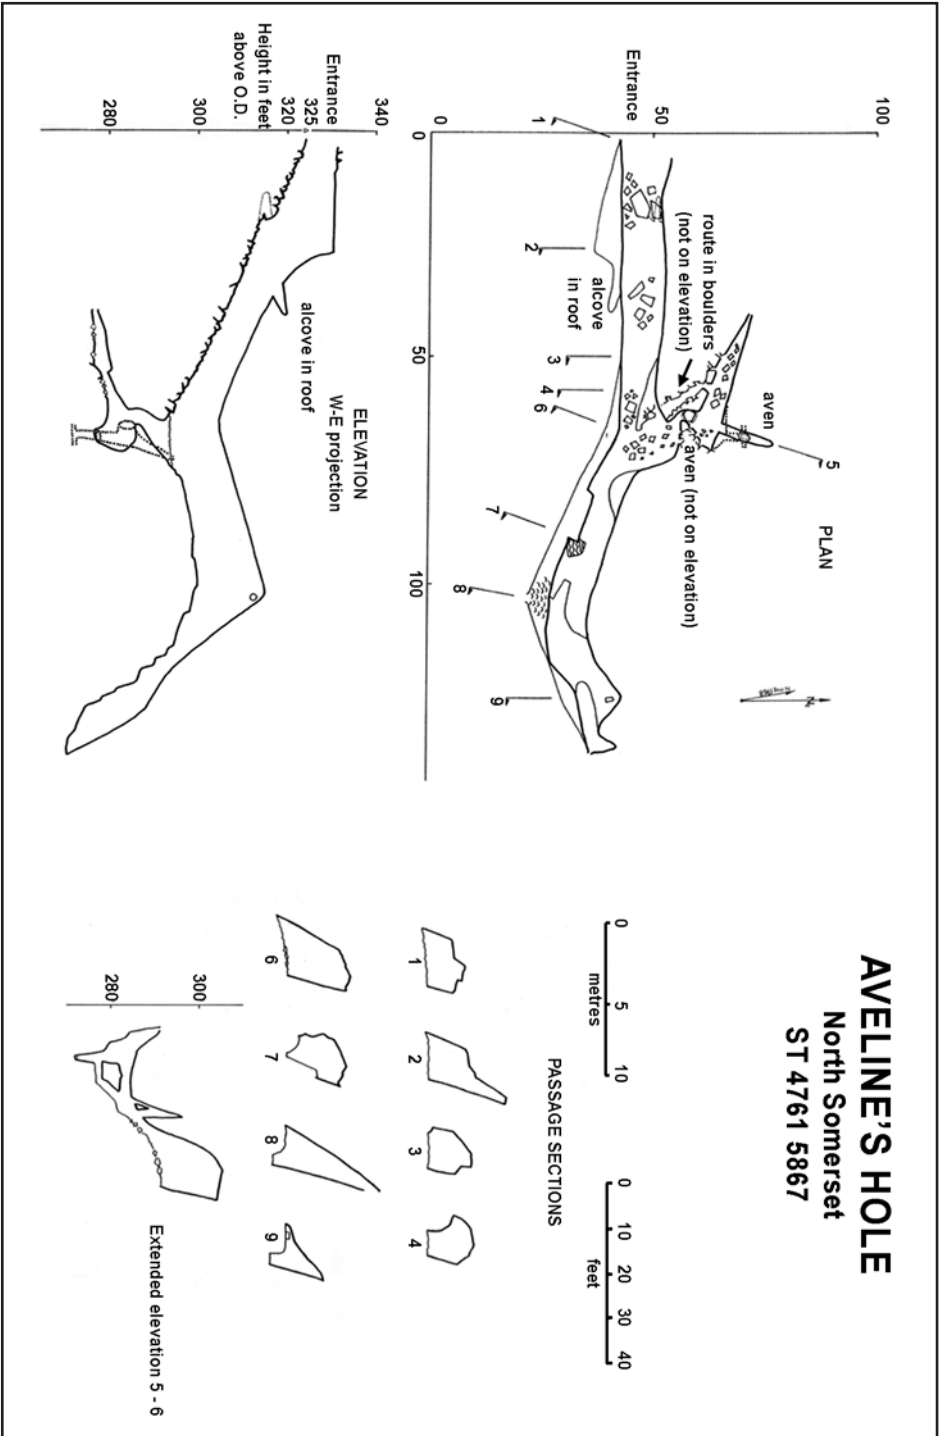 AVELINE'S HOLE
North Somerset
ST 4761 5867
100
50
0
Entrance
1
2
3
4
6
7
8
9
5
route in boulders
(not on elevation)
alcove
in roof
aven
aven (not on elevation)
PLAN
N
0
50
100
340
325
320
300
280
Entrance
Height in feet
above O.D.
alcove in roof
ELEVATION
W-E projection
0
5
10
metres
0
10
20
30
40
feet
PASSAGE SECTIONS
1
2
3
4
6
7
8
9
300
280
Extended elevation 5 - 6